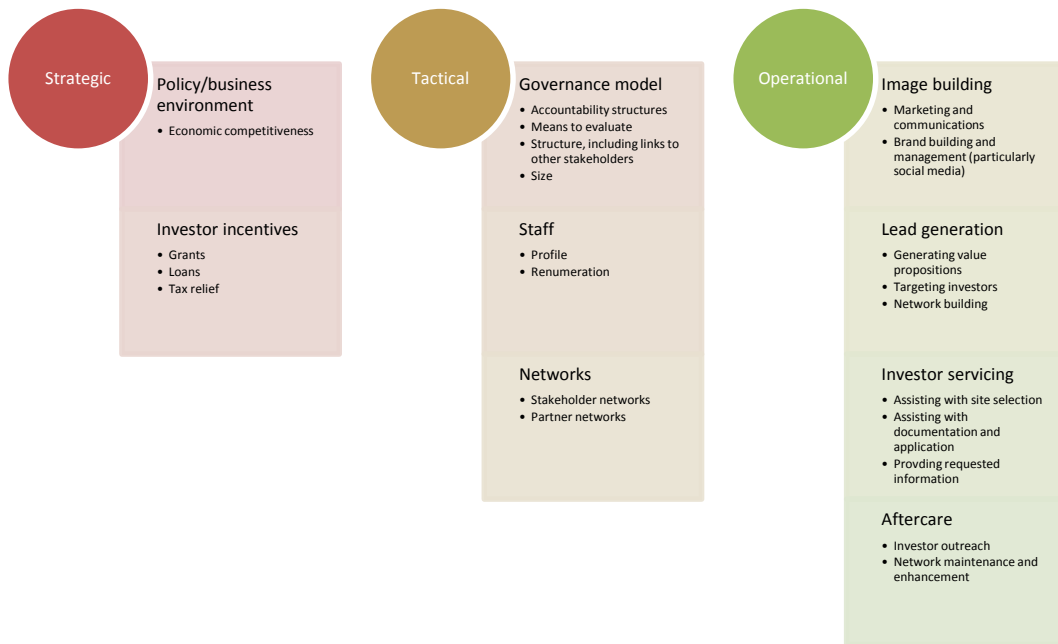 Strategic
Policy/business
environment
• Economic competitiveness
Investor incentives
• Grants
• Loans
• Tax relief
Tactical
Governance model
• Accountability structures
• Means to evaluate
• Structure, including links to
other stakeholders
• Size
Staff
• Profile
• Renumeration
Networks
• Stakeholder networks
• Partner networks
Operational
Image building
• Marketing and
communications
• Brand building and
management (particularly
social media)
Lead generation
• Generating value
propositions
• Targeting investors
• Network building
Investor servicing
• Assisting with site selection
• Assisting with
documentation and
application
• Provding requested
information
Aftercare
• Investor outreach
• Network maintenance and
enhancement